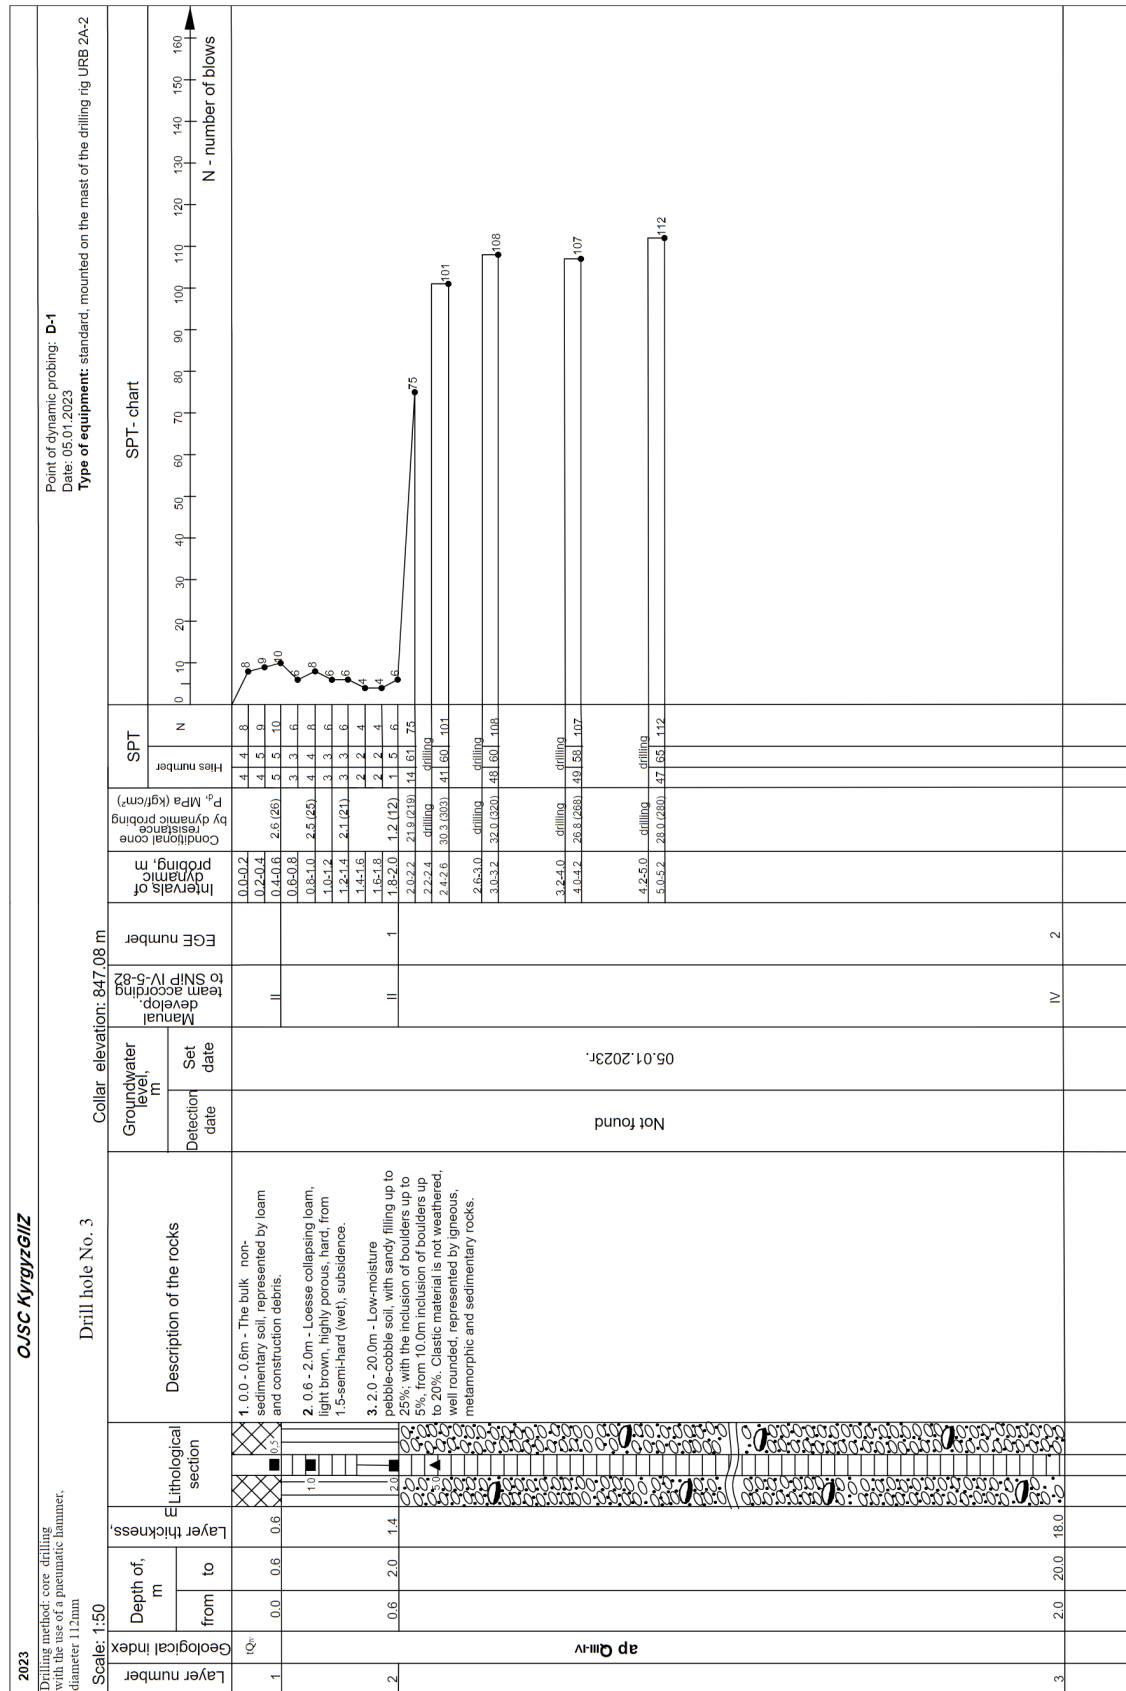 2023
OJSC KyrgyzGIIZ
Drilling method: core drilling
with the use of a pneumatic hammer,
diameter 112mm
Point of dynamic probing: D-1
Date: 05.01.2023
Type of equipment: standard, mounted on the mast of the drilling rig URB 2A-2
Scale: 1:50
Drill hole No. 3
Collar elevation: 847.08 m
Layer number
Geological index
Depth of,
m
from
to
Layer thickness,
Lithological
section
Description of the rocks
Groundwater
level,
m
Detection
date
Set
date
Manual
develop.
team according
to SNiP IV-5-82
EGE number
Intervals of
dynamic
probing, m
Conditional cone
resistance
by dynamic probing
Pd, MPa (kgf/cm²)
SPT
Hies number
N
SPT- chart
0 10 20 30 40 50 60 70 80 90 100 110 120 130 140 150 160
N - number of blows
1
tQIV
0.0 0.6 0.6
0.5
1. 0.0 - 0.6m - The bulk non-
sedimentary soil, represented by loam
and construction debris.
II
2
0.6 2.0 1.4
1.0
2.0
2. 0.6 - 2.0m - Loesse collapsing loam,
light brown, highly porous, hard, from
1.5-semi-hard (wet), subsidence.
II
1
3
ap QIII-IV
2.0 20.0 18.0
5.0
3. 2.0 - 20.0m - Low-moisture
pebble-cobble soil, with sandy filling up to
25%; with the inclusion of boulders up to
5%, from 10.0m inclusion of boulders up
to 20%. Clastic material is not weathered,
well rounded, represented by igneous,
metamorphic and sedimentary rocks.
Not found
05.01.2023г.
IV
2
0.0-0.2 4 4 8
0.2-0.4 4 5 9
0.4-0.6 2.6 (26) 5 5 10
0.6-0.8 3 3 6
0.8-1.0 2.5 (25) 4 4 8
1.0-1.2 3 3 6
1.2-1.4 2.1 (21) 3 3 6
1.4-1.6 2 2 4
1.6-1.8 2 2 4
1.8-2.0 1.2 (12) 1 5 6
2.0-2.2 21.9 (219) 14 61 75
2.2-2.4 drilling drilling
2.4-2.6 30.3 (303) 41 60 101
2.6-3.0 drilling drilling
3.0-3.2 32.0 (320) 48 60 108
3.2-4.0 drilling drilling
4.0-4.2 26.8 (268) 49 58 107
4.2-5.0 drilling drilling
5.0-5.2 28.0 (280) 47 65 112
8
9
10
6
8
6
6
4
4
6
75
101
108
107
112